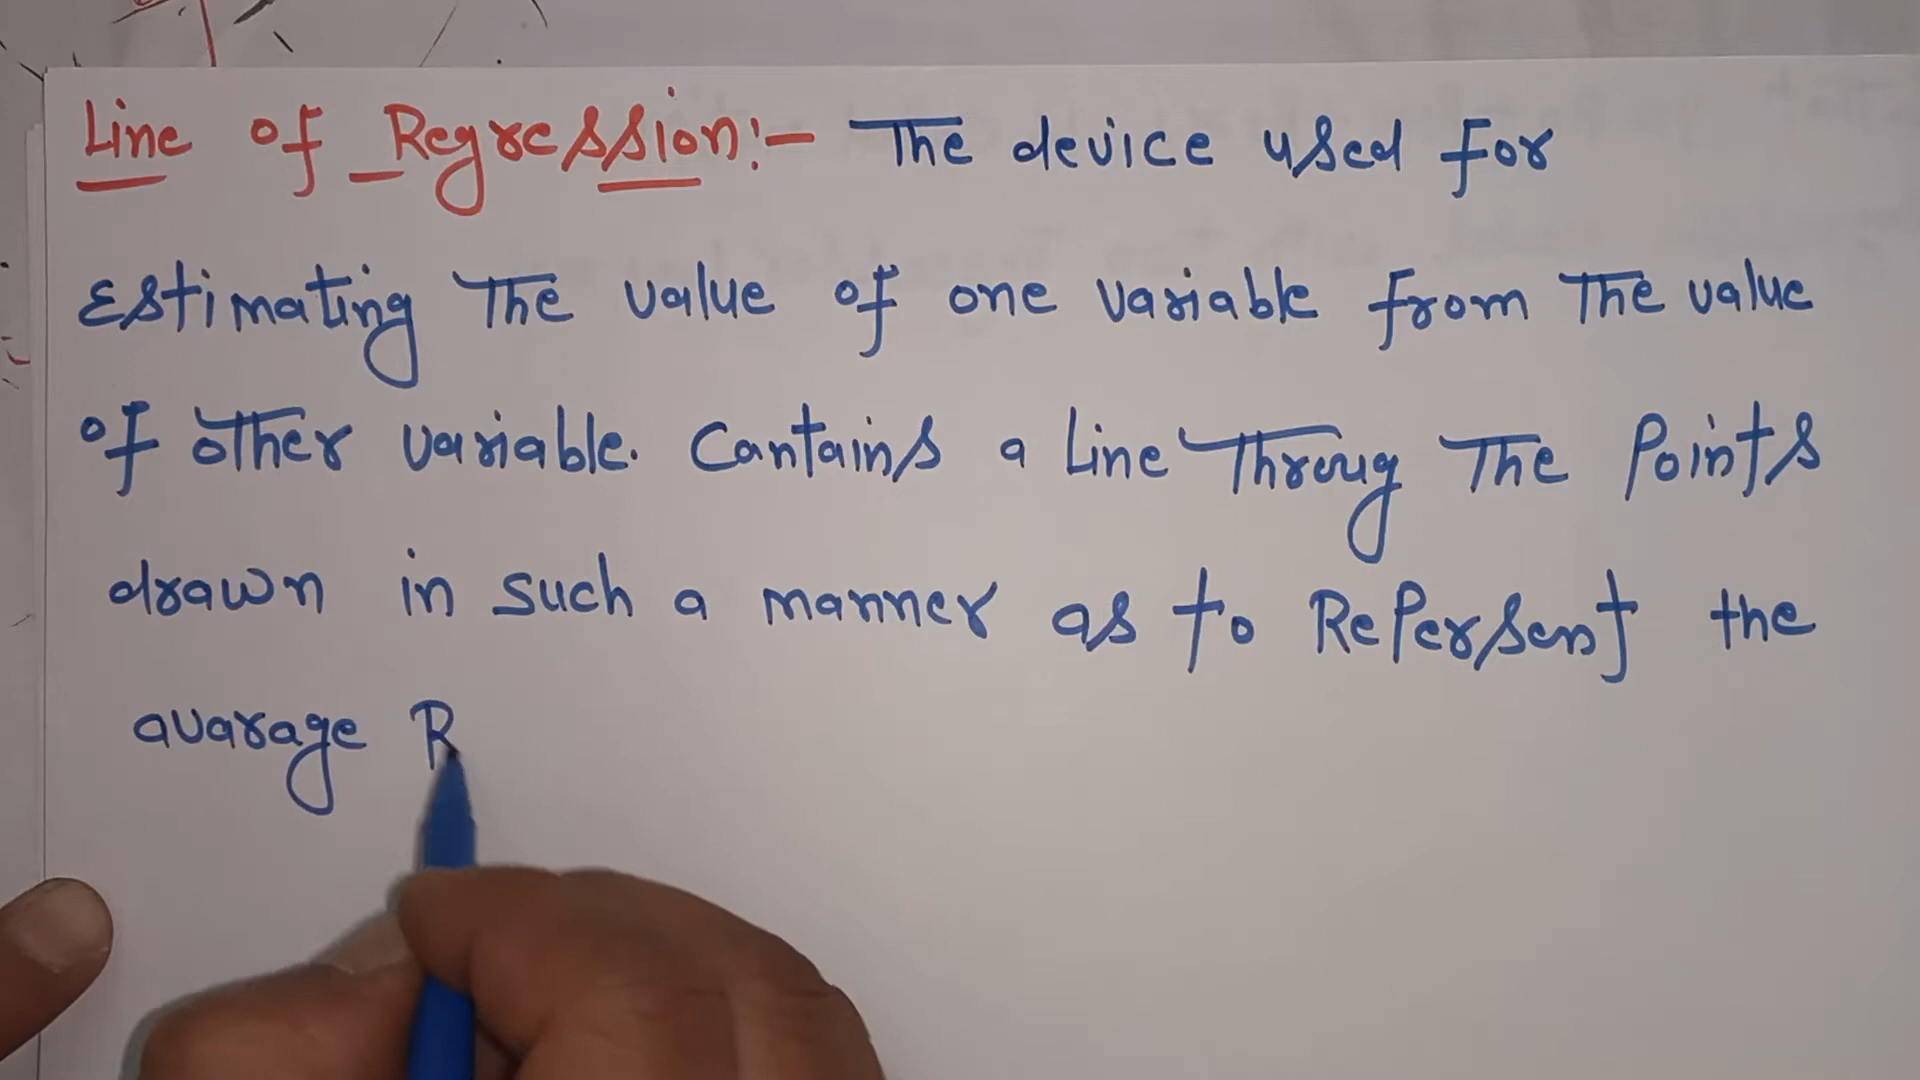 Line of Regression:- The device used for
Estimating The value of one variable from The value
of other variable. Cantains a Line Throug The Points
drawn in such a manner as to Repersent the
avarage R